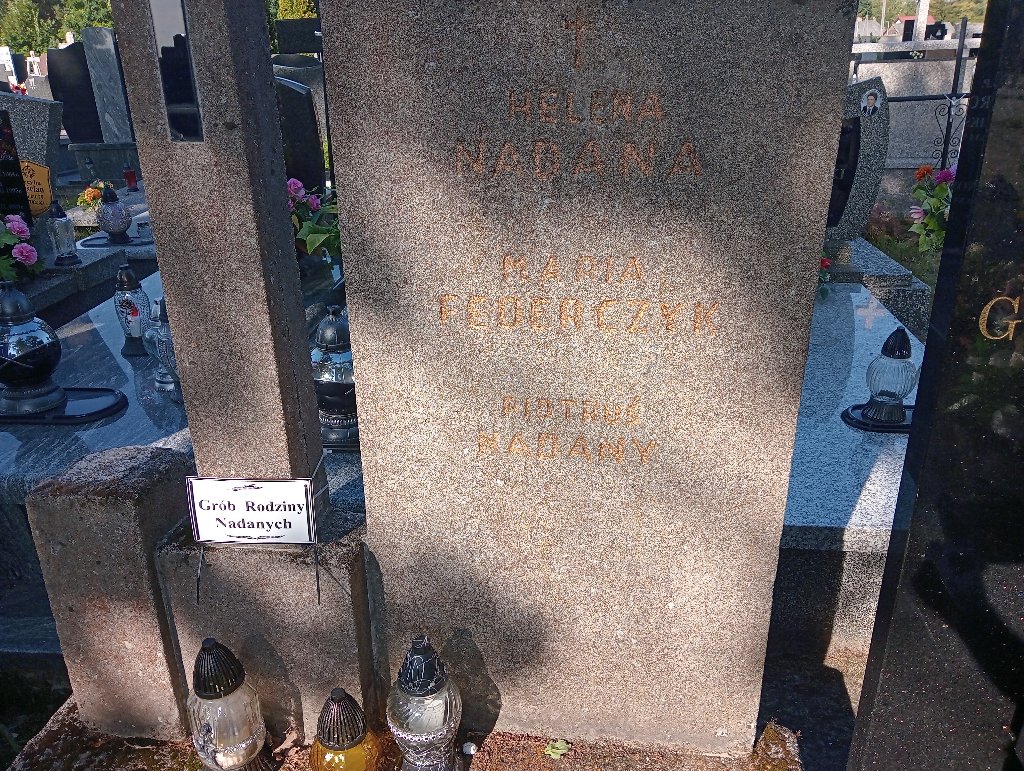 HELENA
NADANA
MARIA
FEDERCZYK
PIOTRUŚ
NADANY
Grób Rodziny
Nadanych
G